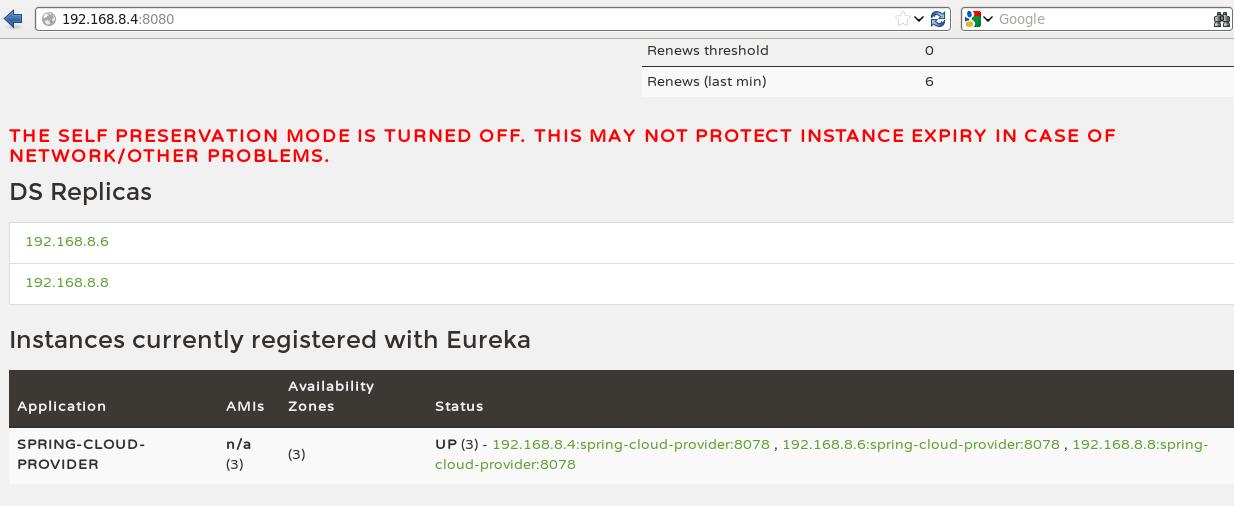 192.168.8.4:8080
Google
Renews threshold 0
Renews (last min) 6
THE SELF PRESERVATION MODE IS TURNED OFF. THIS MAY NOT PROTECT INSTANCE EXPIRY IN CASE OF
NETWORK/OTHER PROBLEMS.
DS Replicas
192.168.8.6
192.168.8.8
Instances currently registered with Eureka
Application AMIs Availability Zones Status
SPRING-CLOUD- n/a (3) UP (3) - 192.168.8.4:spring-cloud-provider:8078 , 192.168.8.6:spring-cloud-provider:8078 , 192.168.8.8:spring-
PROVIDER (3) cloud-provider:8078